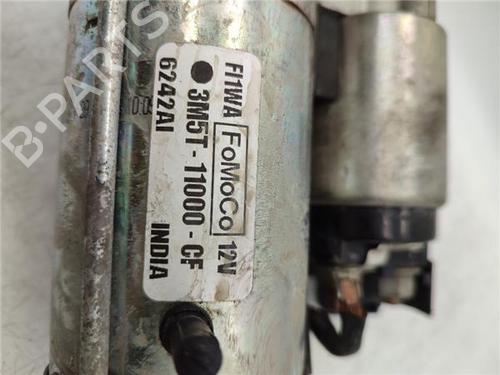 FI1WA FoMoCo 12V
3M5T - 11000 - CF
6242AI INDIA
B-PARTS